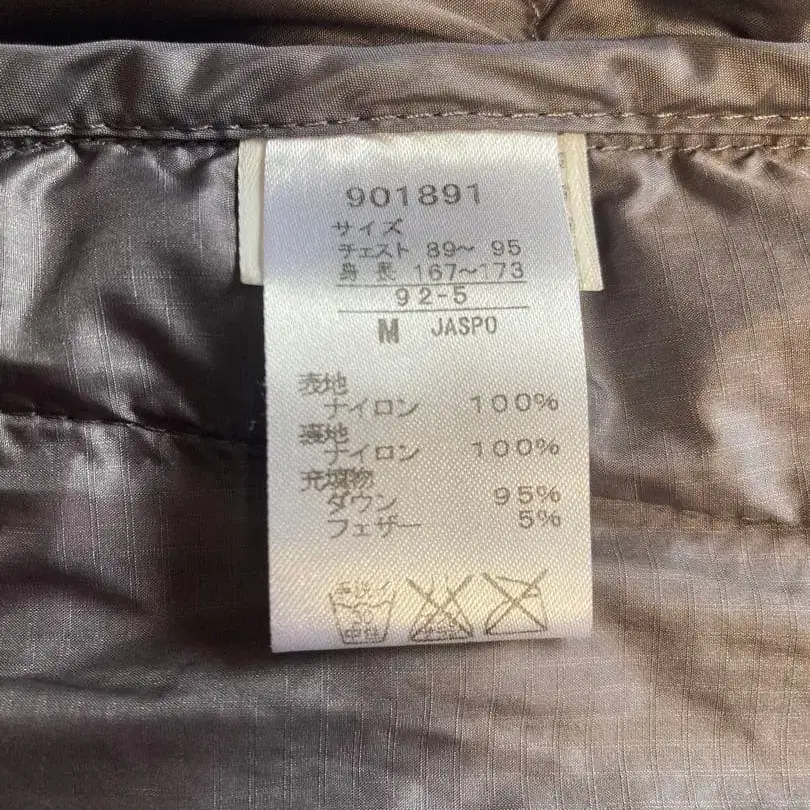 901891
サイズ
チェスト 89〜 95
身 長 167〜173
92-5
M JASPO
表地
ナイロン 100%
裏地
ナイロン 100%
充填物
ダウン 95%
フェザー 5%
中性